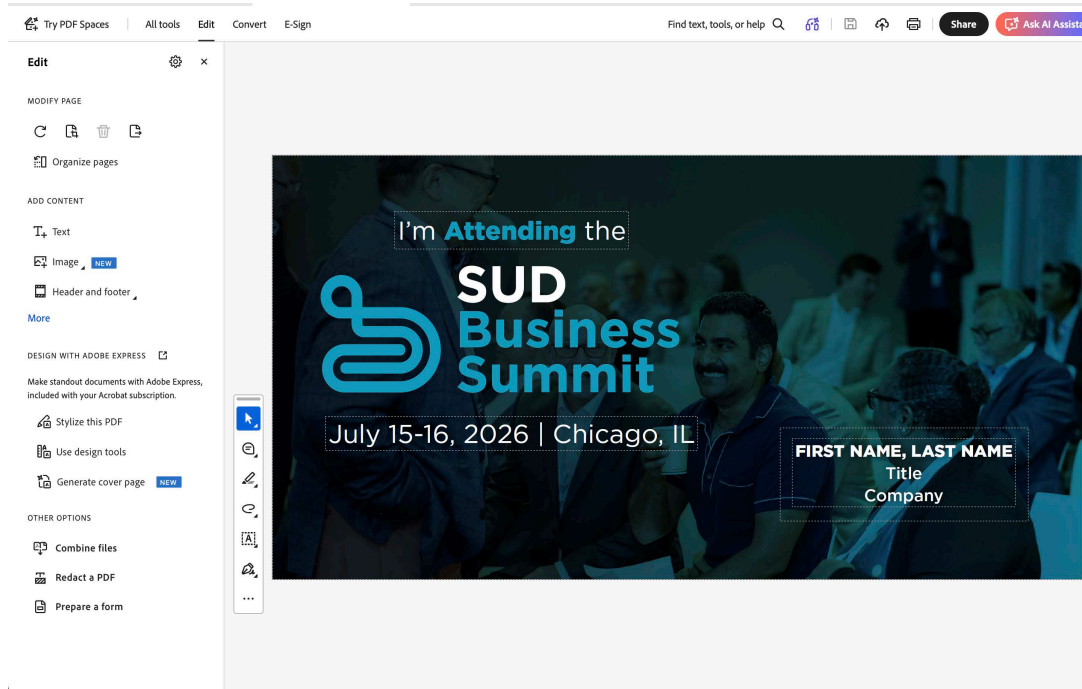 Try PDF Spaces
All tools
Edit
Convert
E-Sign
Find text, tools, or help
Share
Ask AI Assista
Edit
MODIFY PAGE
Organize pages
ADD CONTENT
Text
Image NEW
Header and footer
More
DESIGN WITH ADOBE EXPRESS
Make standout documents with Adobe Express,
included with your Acrobat subscription.
Stylize this PDF
Use design tools
Generate cover page NEW
OTHER OPTIONS
Combine files
Redact a PDF
Prepare a form
A
I'm Attending the
SUD
Business
Summit
July 15-16, 2026 | Chicago, IL
FIRST NAME, LAST NAME
Title
Company